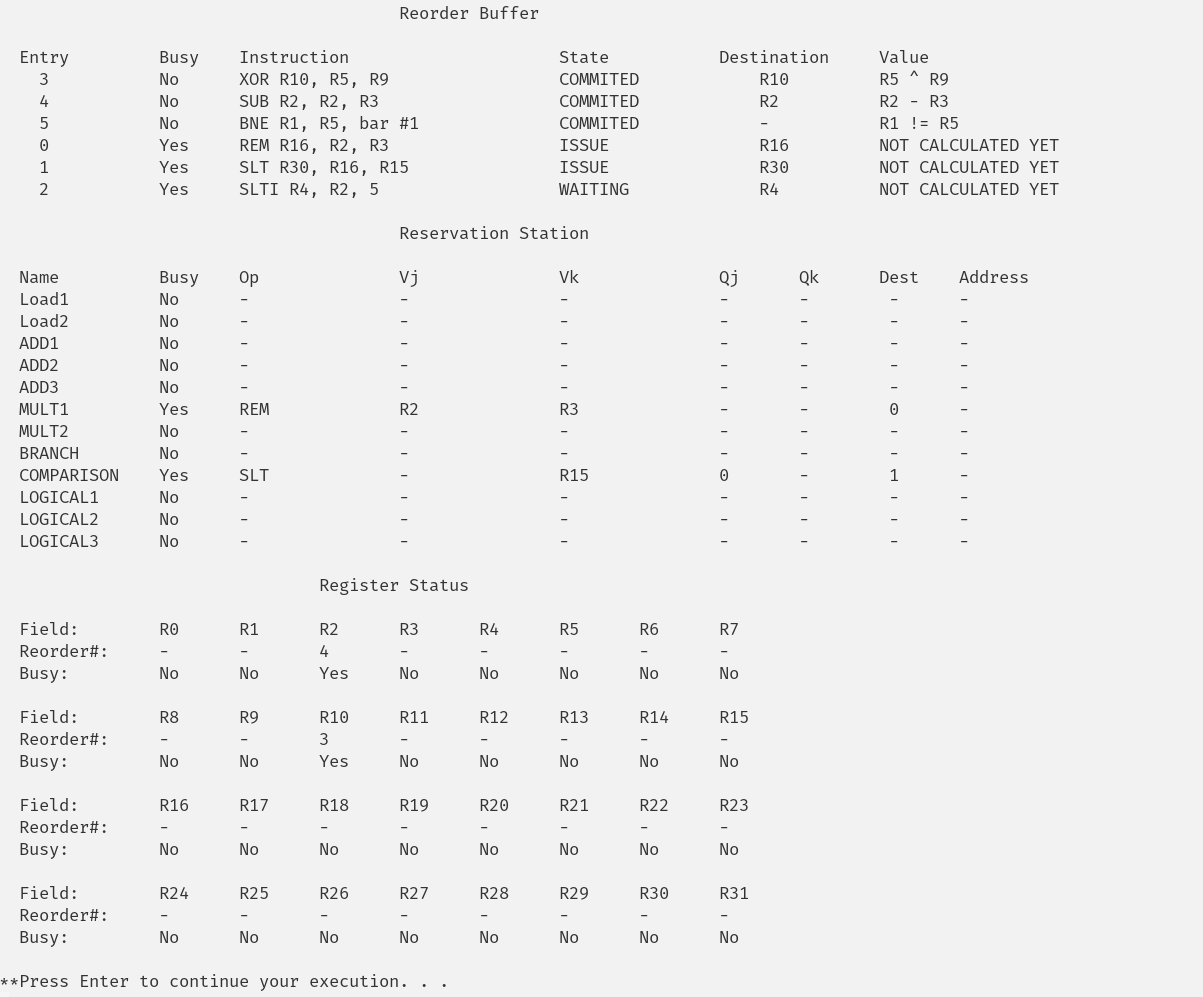 Reorder Buffer
Entry Busy Instruction State Destination Value
3 No XOR R10, R5, R9 COMMITED R10 R5 ^ R9
4 No SUB R2, R2, R3 COMMITED R2 R2 - R3
5 No BNE R1, R5, bar #1 COMMITED - R1 != R5
0 Yes REM R16, R2, R3 ISSUE R16 NOT CALCULATED YET
1 Yes SLT R30, R16, R15 ISSUE R30 NOT CALCULATED YET
2 Yes SLTI R4, R2, 5 WAITING R4 NOT CALCULATED YET
Reservation Station
Name Busy Op Vj Vk Qj Qk Dest Address
Load1 No - - - - - - -
Load2 No - - - - - - -
ADD1 No - - - - - - -
ADD2 No - - - - - - -
ADD3 No - - - - - - -
MULT1 Yes REM R2 R3 - - 0 -
MULT2 No - - - - - - -
BRANCH No - - - - - - -
COMPARISON Yes SLT - R15 0 - 1 -
LOGICAL1 No - - - - - - -
LOGICAL2 No - - - - - - -
LOGICAL3 No - - - - - - -
Register Status
Field: R0 R1 R2 R3 R4 R5 R6 R7
Reorder#: - - 4 - - - - -
Busy: No No Yes No No No No No
Field: R8 R9 R10 R11 R12 R13 R14 R15
Reorder#: - - 3 - - - - -
Busy: No No Yes No No No No No
Field: R16 R17 R18 R19 R20 R21 R22 R23
Reorder#: - - - - - - - -
Busy: No No No No No No No No
Field: R24 R25 R26 R27 R28 R29 R30 R31
Reorder#: - - - - - - - -
Busy: No No No No No No No No
**Press Enter to continue your execution. . .